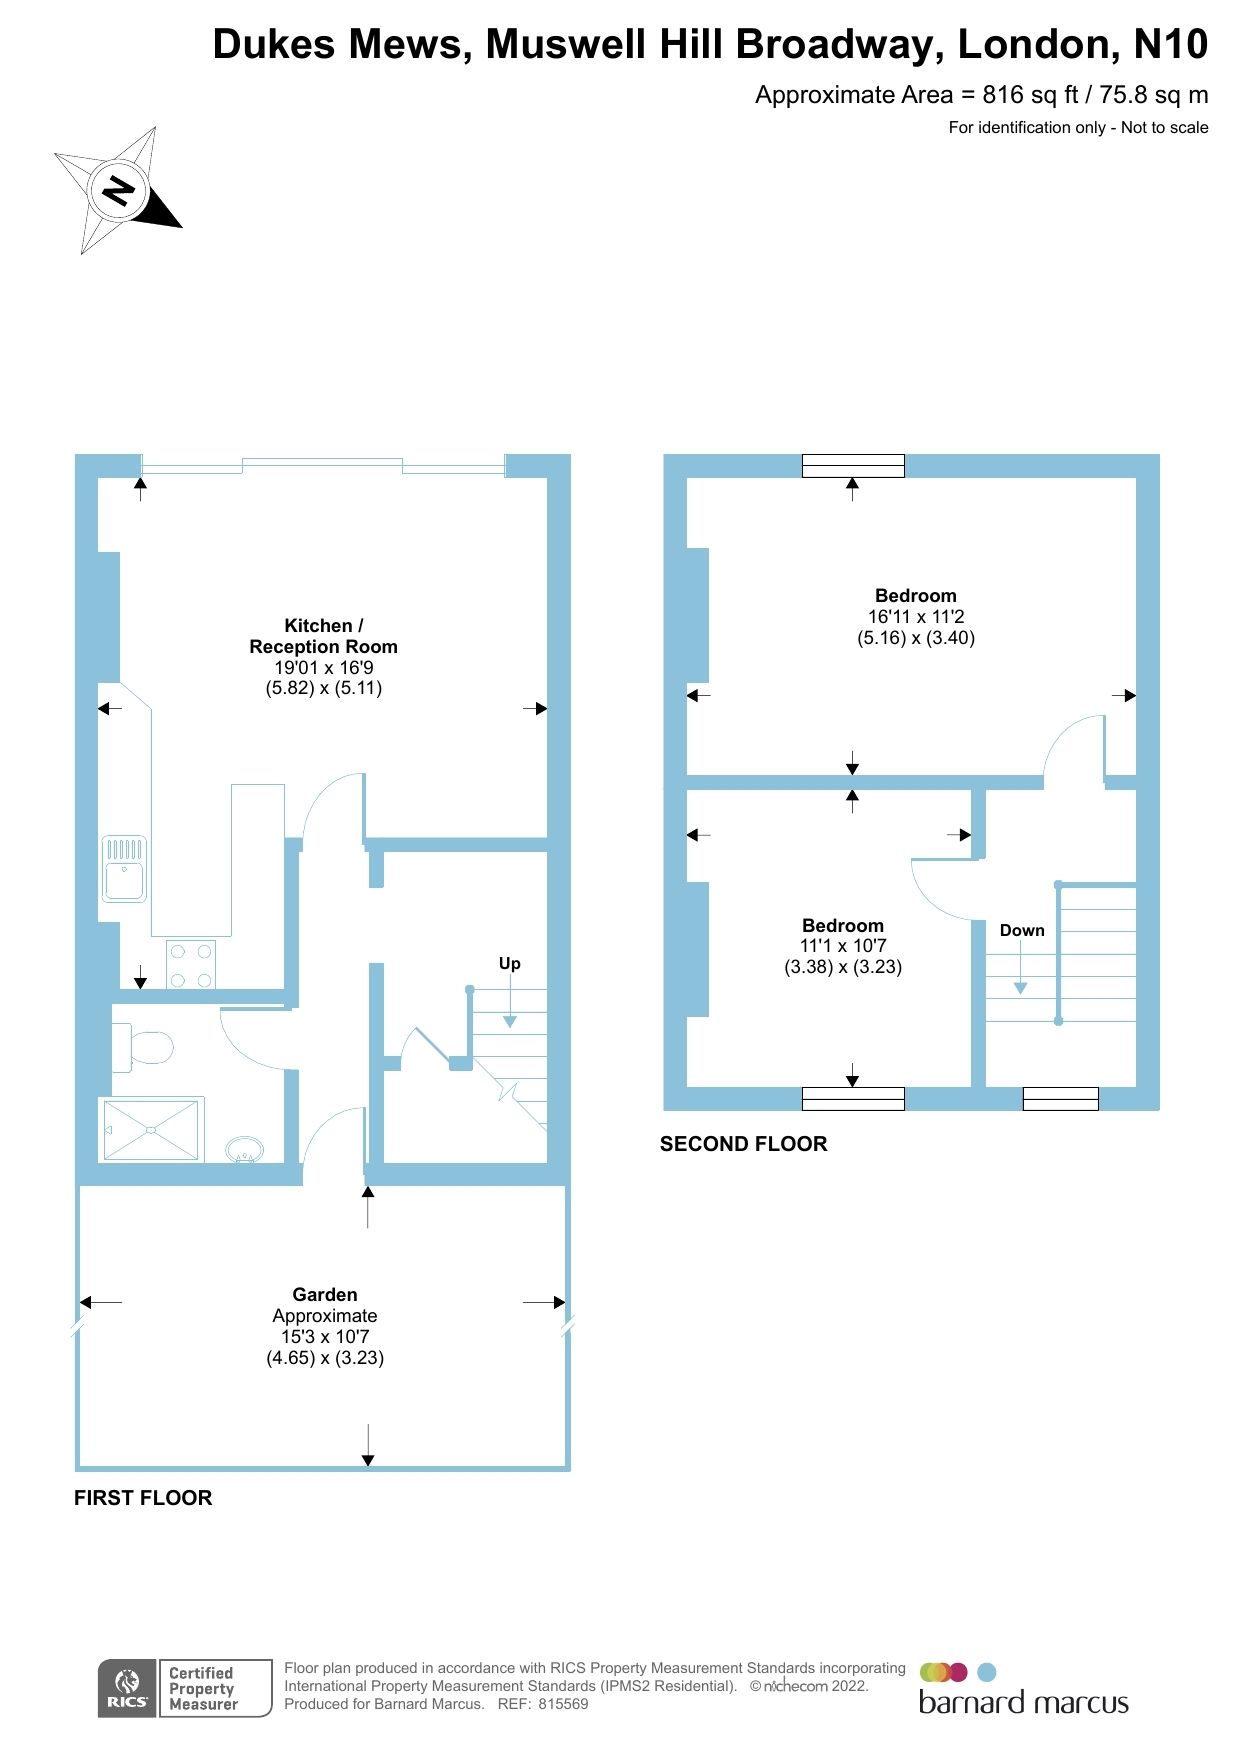 Dukes Mews, Muswell Hill Broadway, London, N10
Approximate Area = 816 sq ft / 75.8 sq m
For identification only - Not to scale
N
Kitchen /
Reception Room
19'01 x 16'9
(5.82) x (5.11)
Up
Garden
Approximate
15'3 x 10'7
(4.65) x (3.23)
FIRST FLOOR
Bedroom
16'11 x 11'2
(5.16) x (3.40)
Bedroom
11'1 x 10'7
(3.38) x (3.23)
Down
SECOND FLOOR
RICS
Certified
Property
Measurer
Floor plan produced in accordance with RICS Property Measurement Standards incorporating
International Property Measurement Standards (IPMS2 Residential). © nichecom 2022.
Produced for Barnard Marcus. REF: 815569
barnard marcus